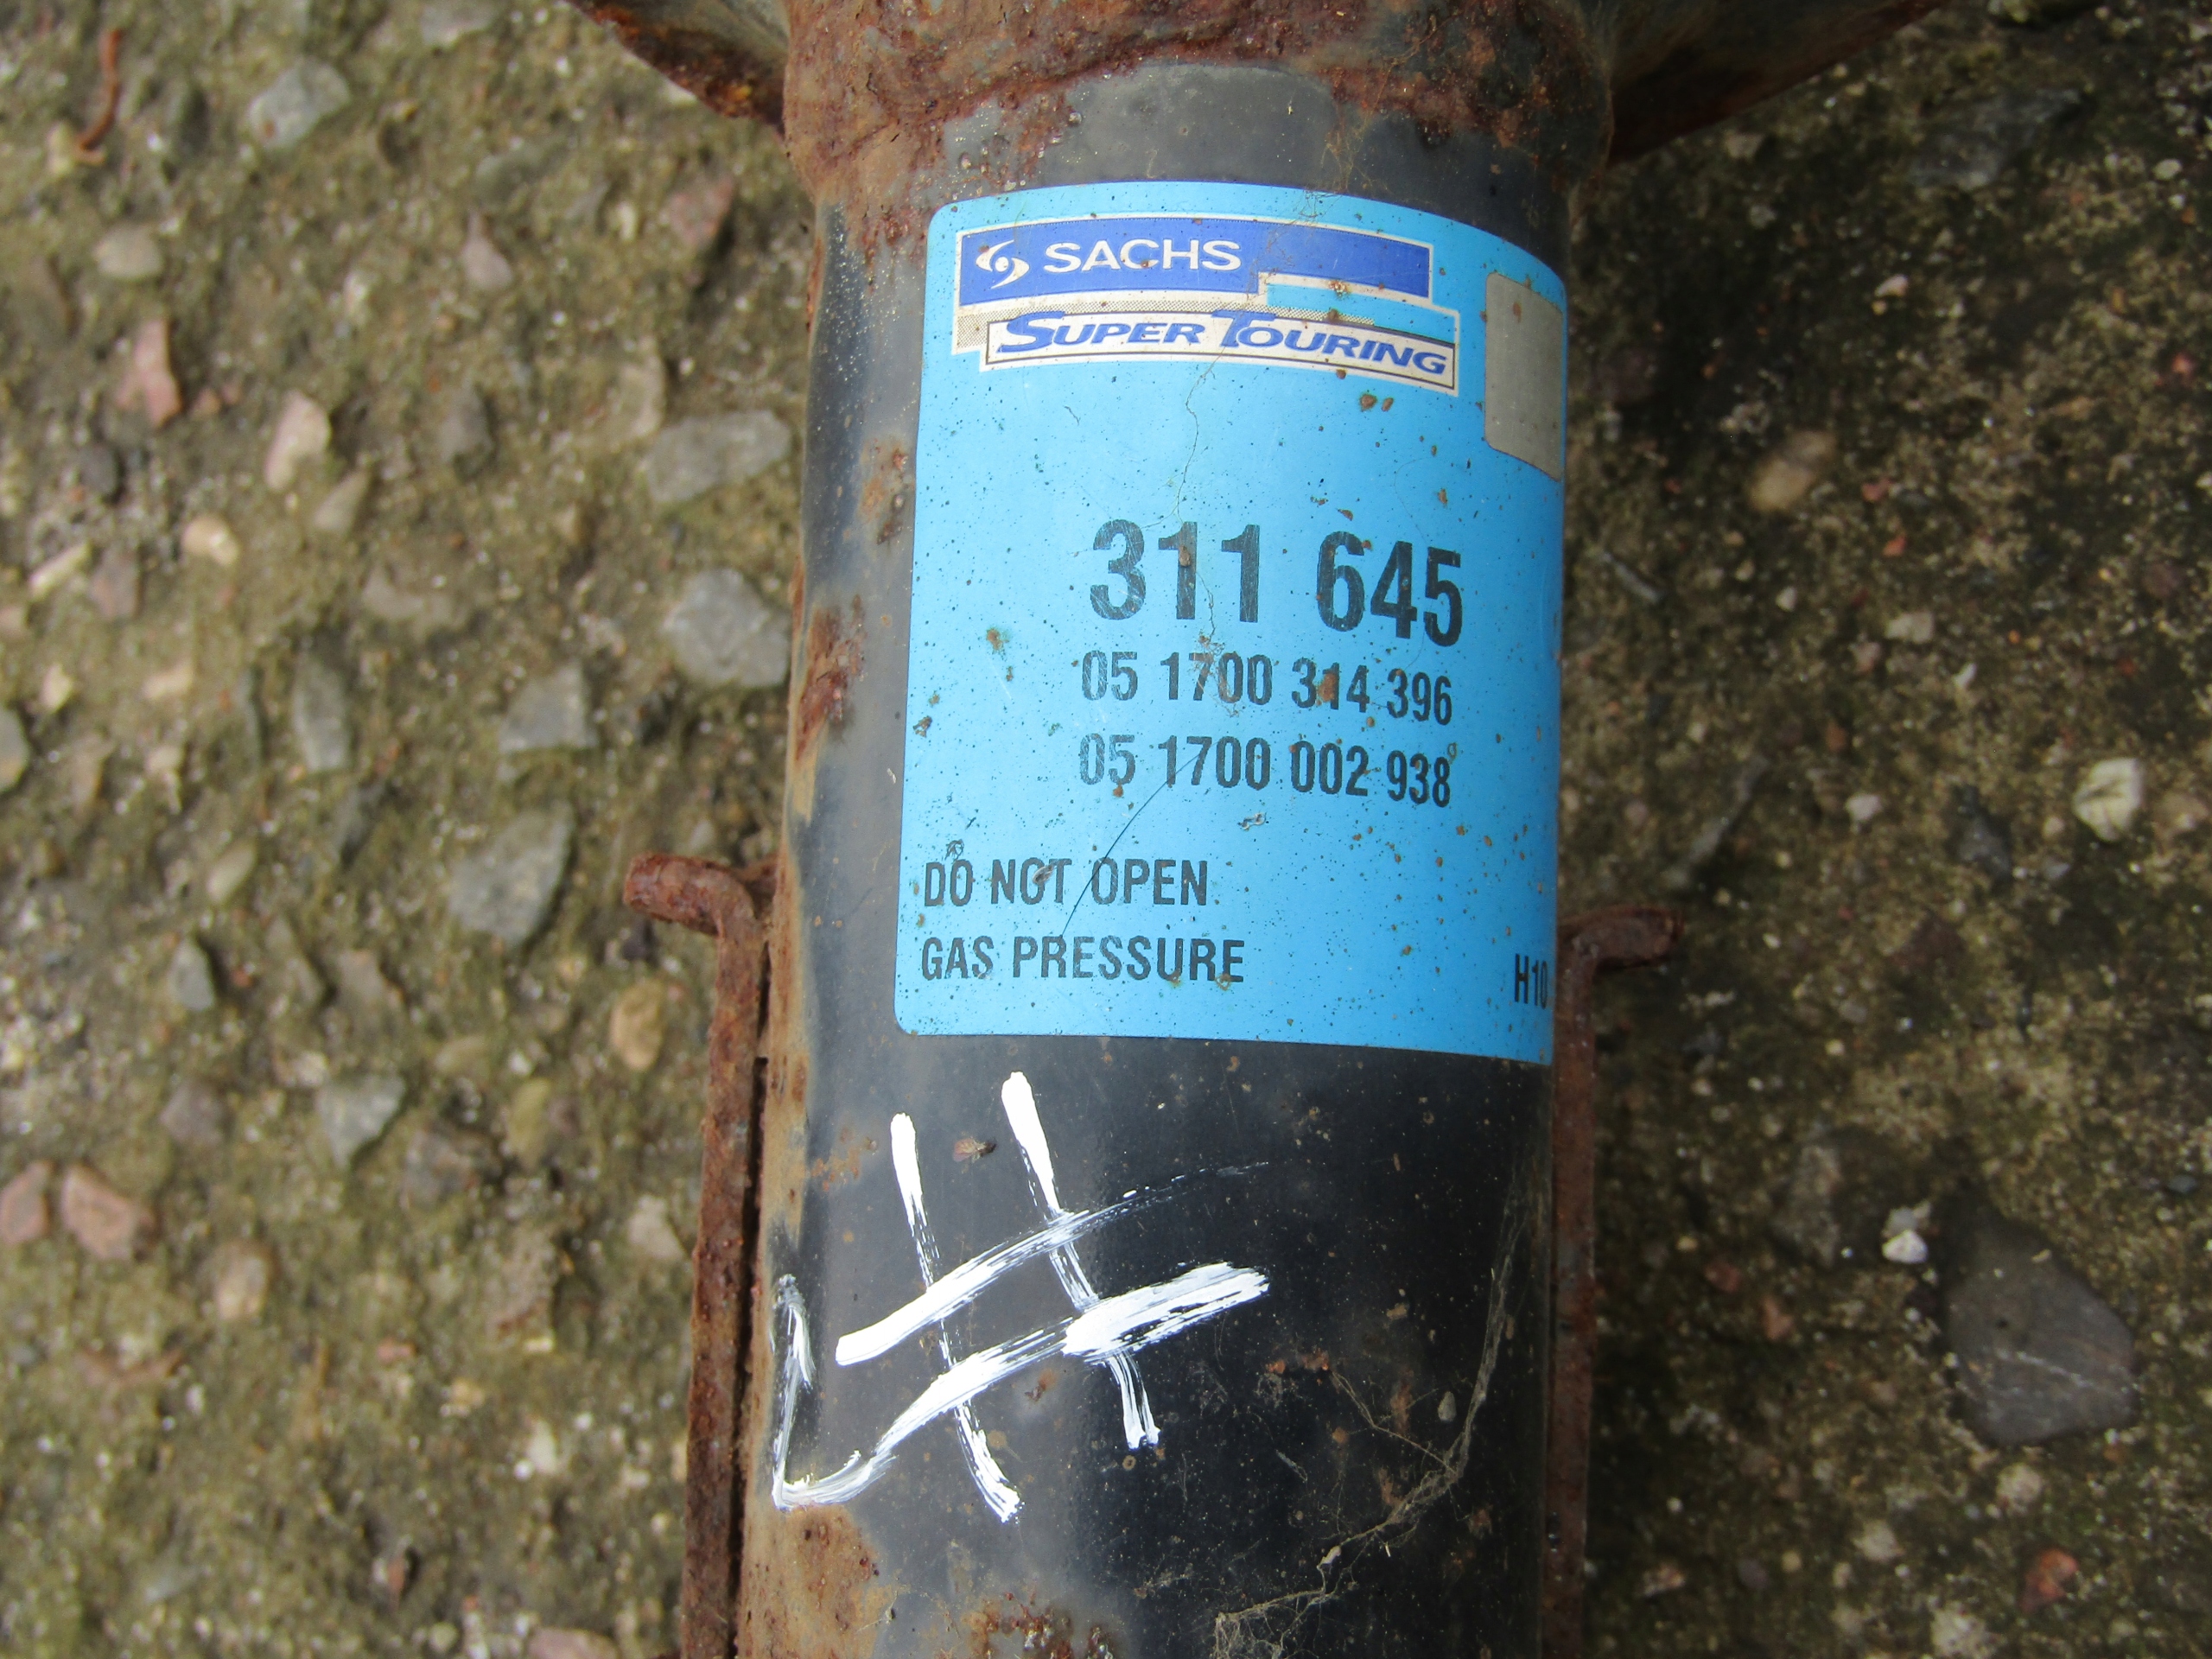 SACHS
SUPER TOURING
311 645
05 1700 314 396
05 1700 002 938
DO NOT OPEN
GAS PRESSURE
H10